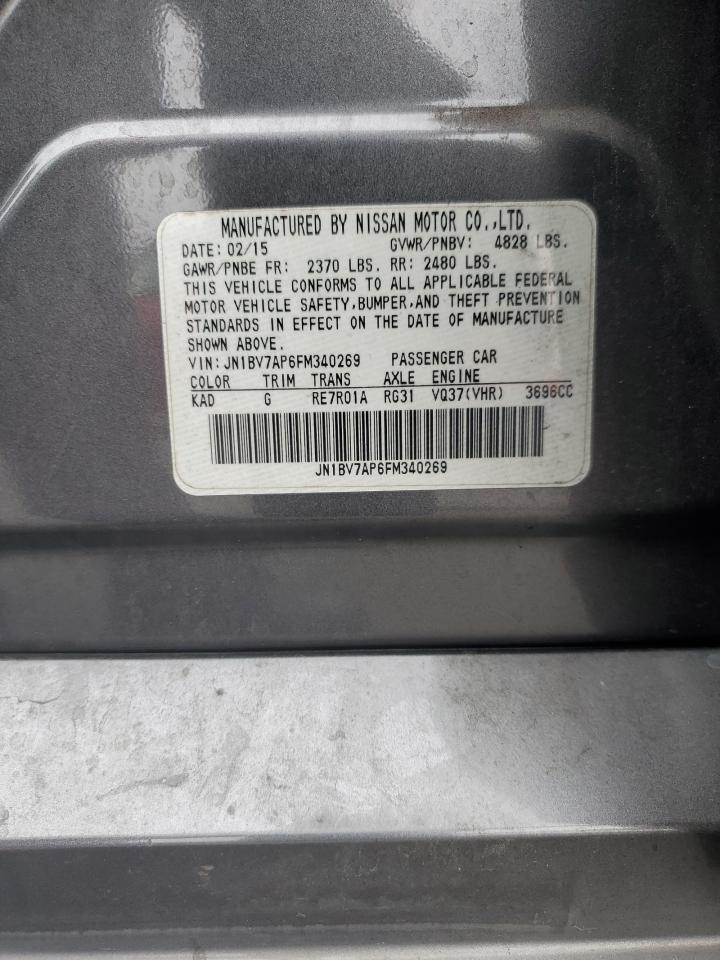 MANUFACTURED BY NISSAN MOTOR CO.,LTD.
DATE: 02/15 GVWR/PNBV: 4828 LBS.
GAWR/PNBE FR: 2370 LBS. RR: 2480 LBS.
THIS VEHICLE CONFORMS TO ALL APPLICABLE FEDERAL
MOTOR VEHICLE SAFETY,BUMPER,AND THEFT PREVENTION
STANDARDS IN EFFECT ON THE DATE OF MANUFACTURE
SHOWN ABOVE.
VIN:JN1BV7AP6FM340269 PASSENGER CAR
COLOR TRIM TRANS AXLE ENGINE
KAD G RE7R01A RG31 VQ37(VHR) 3696CC
JN1BV7AP6FM340269